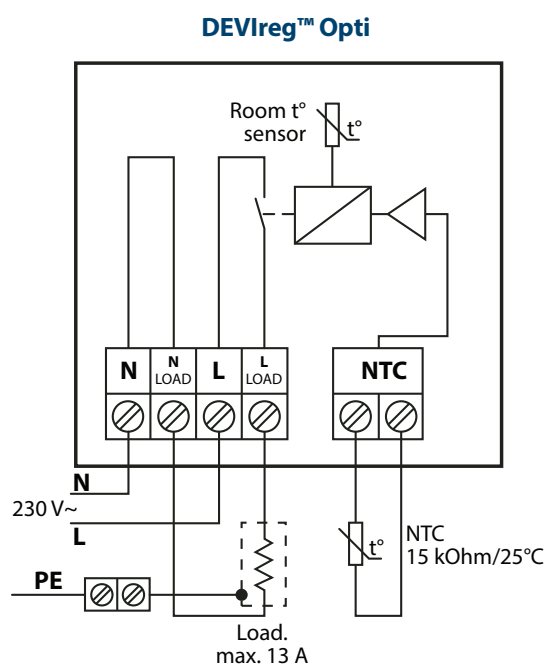 DEVIreg™ Opti
Room t°
sensor
t°
N
N
LOAD
L
L
LOAD
NTC
N
230 V~
L
PE
Load.
max. 13 A
t°
NTC
15 kOhm/25°C